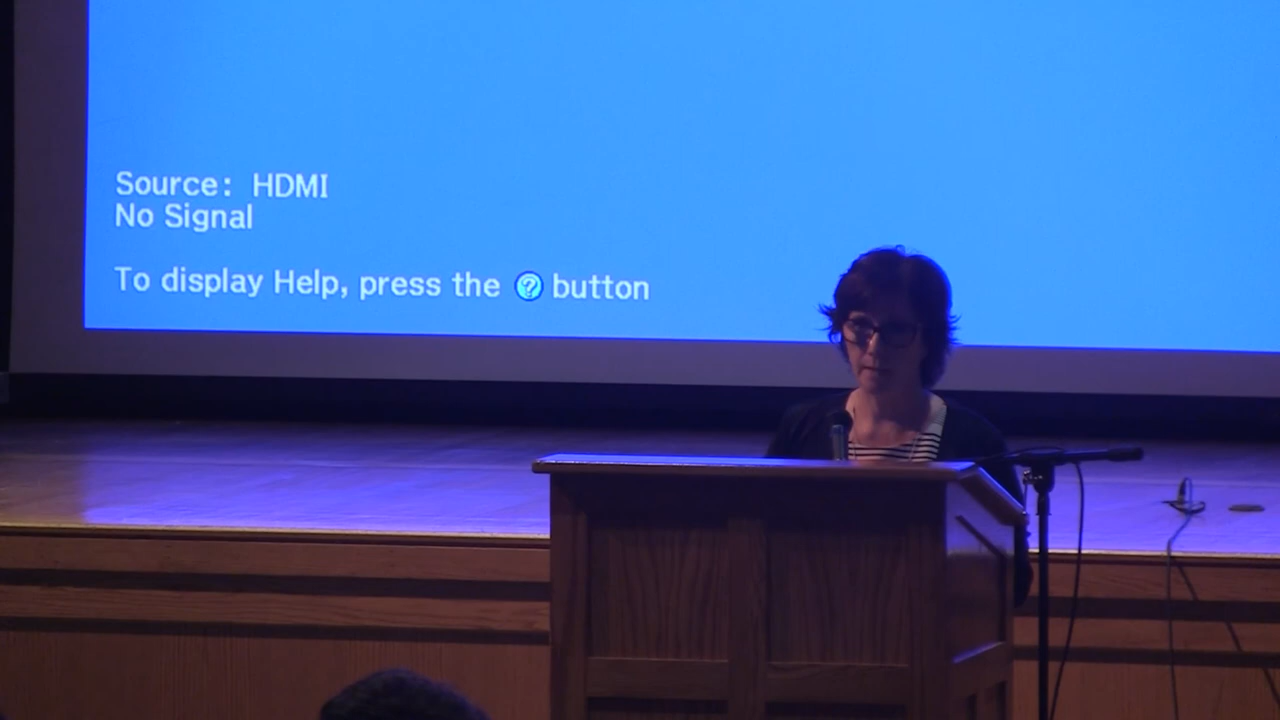 Source: HDMI
No Signal
To display Help, press the ? button